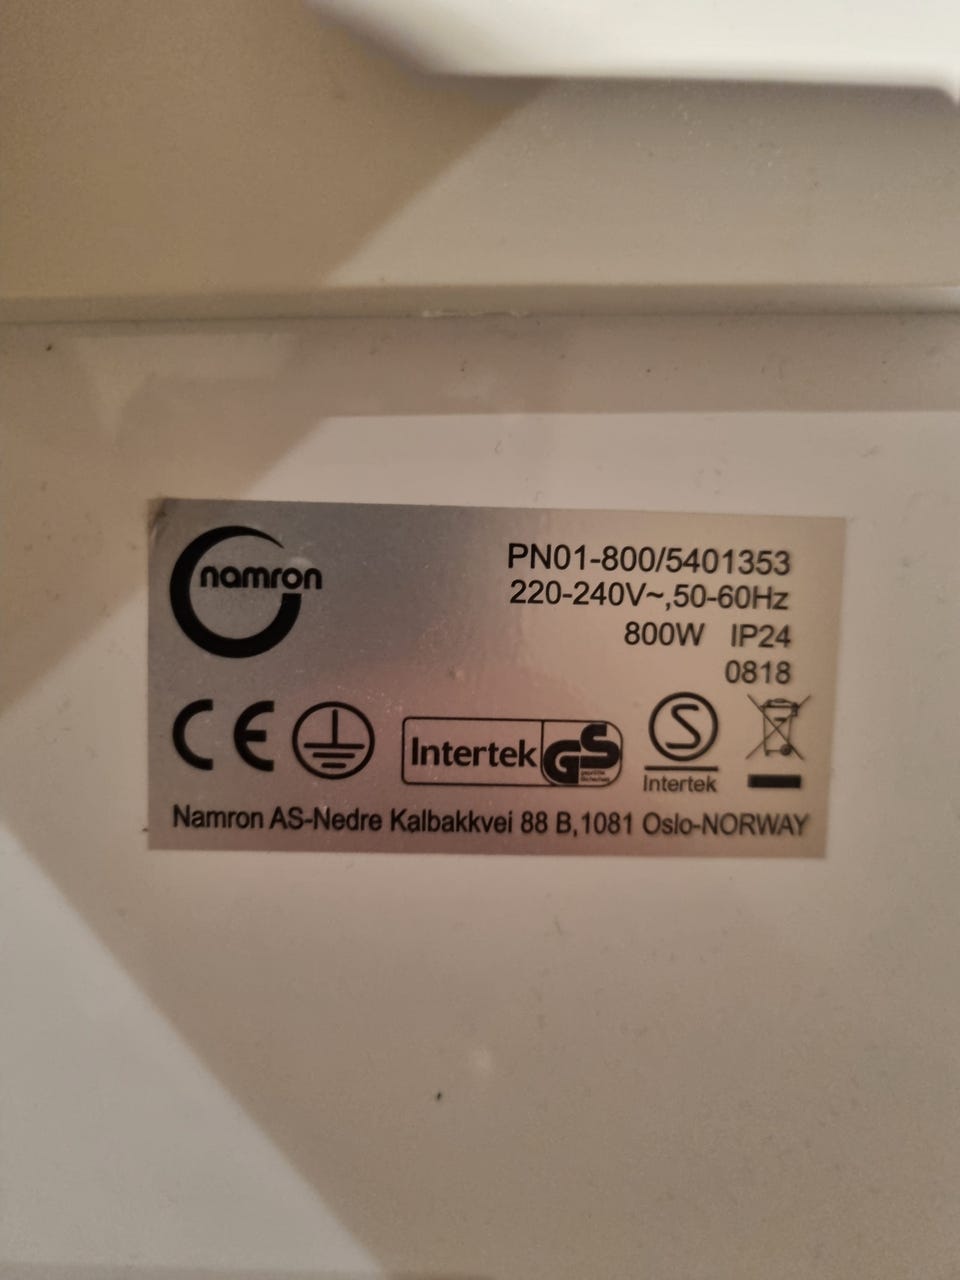 namron
PN01-800/5401353
220-240V~,50-60Hz
800W IP24
0818
CE
Intertek GS
S
Intertek
Namron AS-Nedre Kalbakkvei 88 B,1081 Oslo-NORWAY